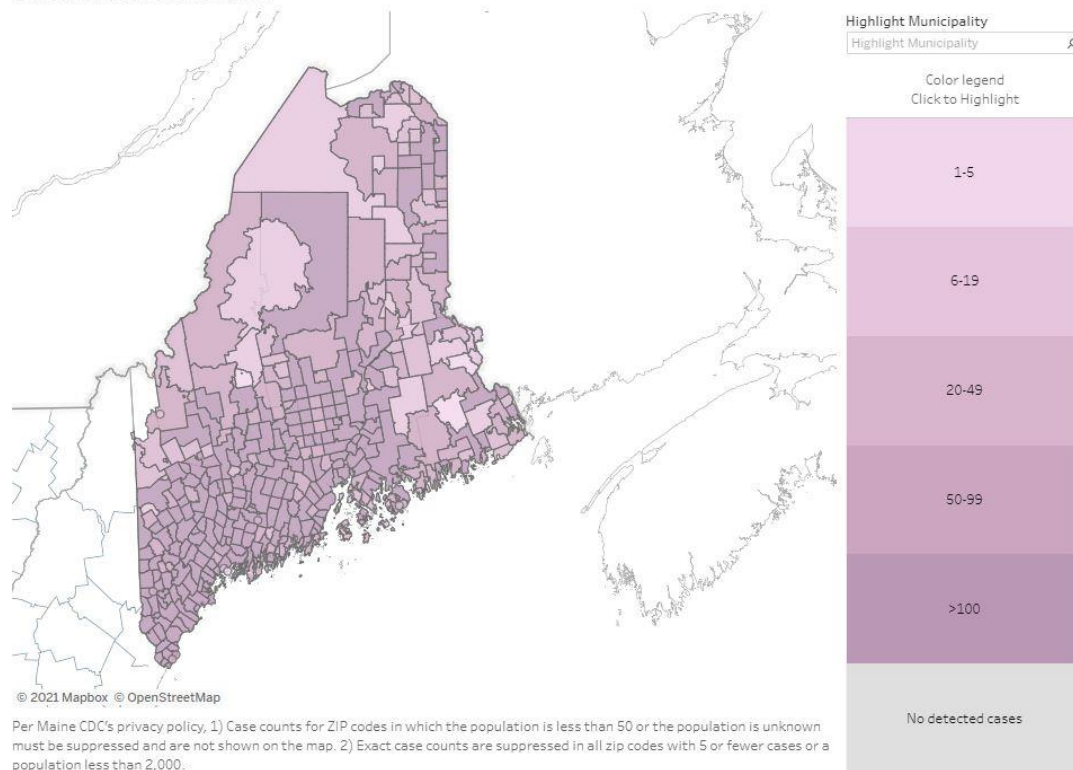 Highlight Municipality
Highlight Municipality
Color legend
Click to Highlight
1-5
6-19
20-49
50-99
>100
No detected cases
© 2021 Mapbox © OpenStreetMap
Per Maine CDC's privacy policy, 1) Case counts for ZIP codes in which the population is less than 50 or the population is unknown
must be suppressed and are not shown on the map. 2) Exact case counts are suppressed in all zip codes with 5 or fewer cases or a
population less than 2,000.